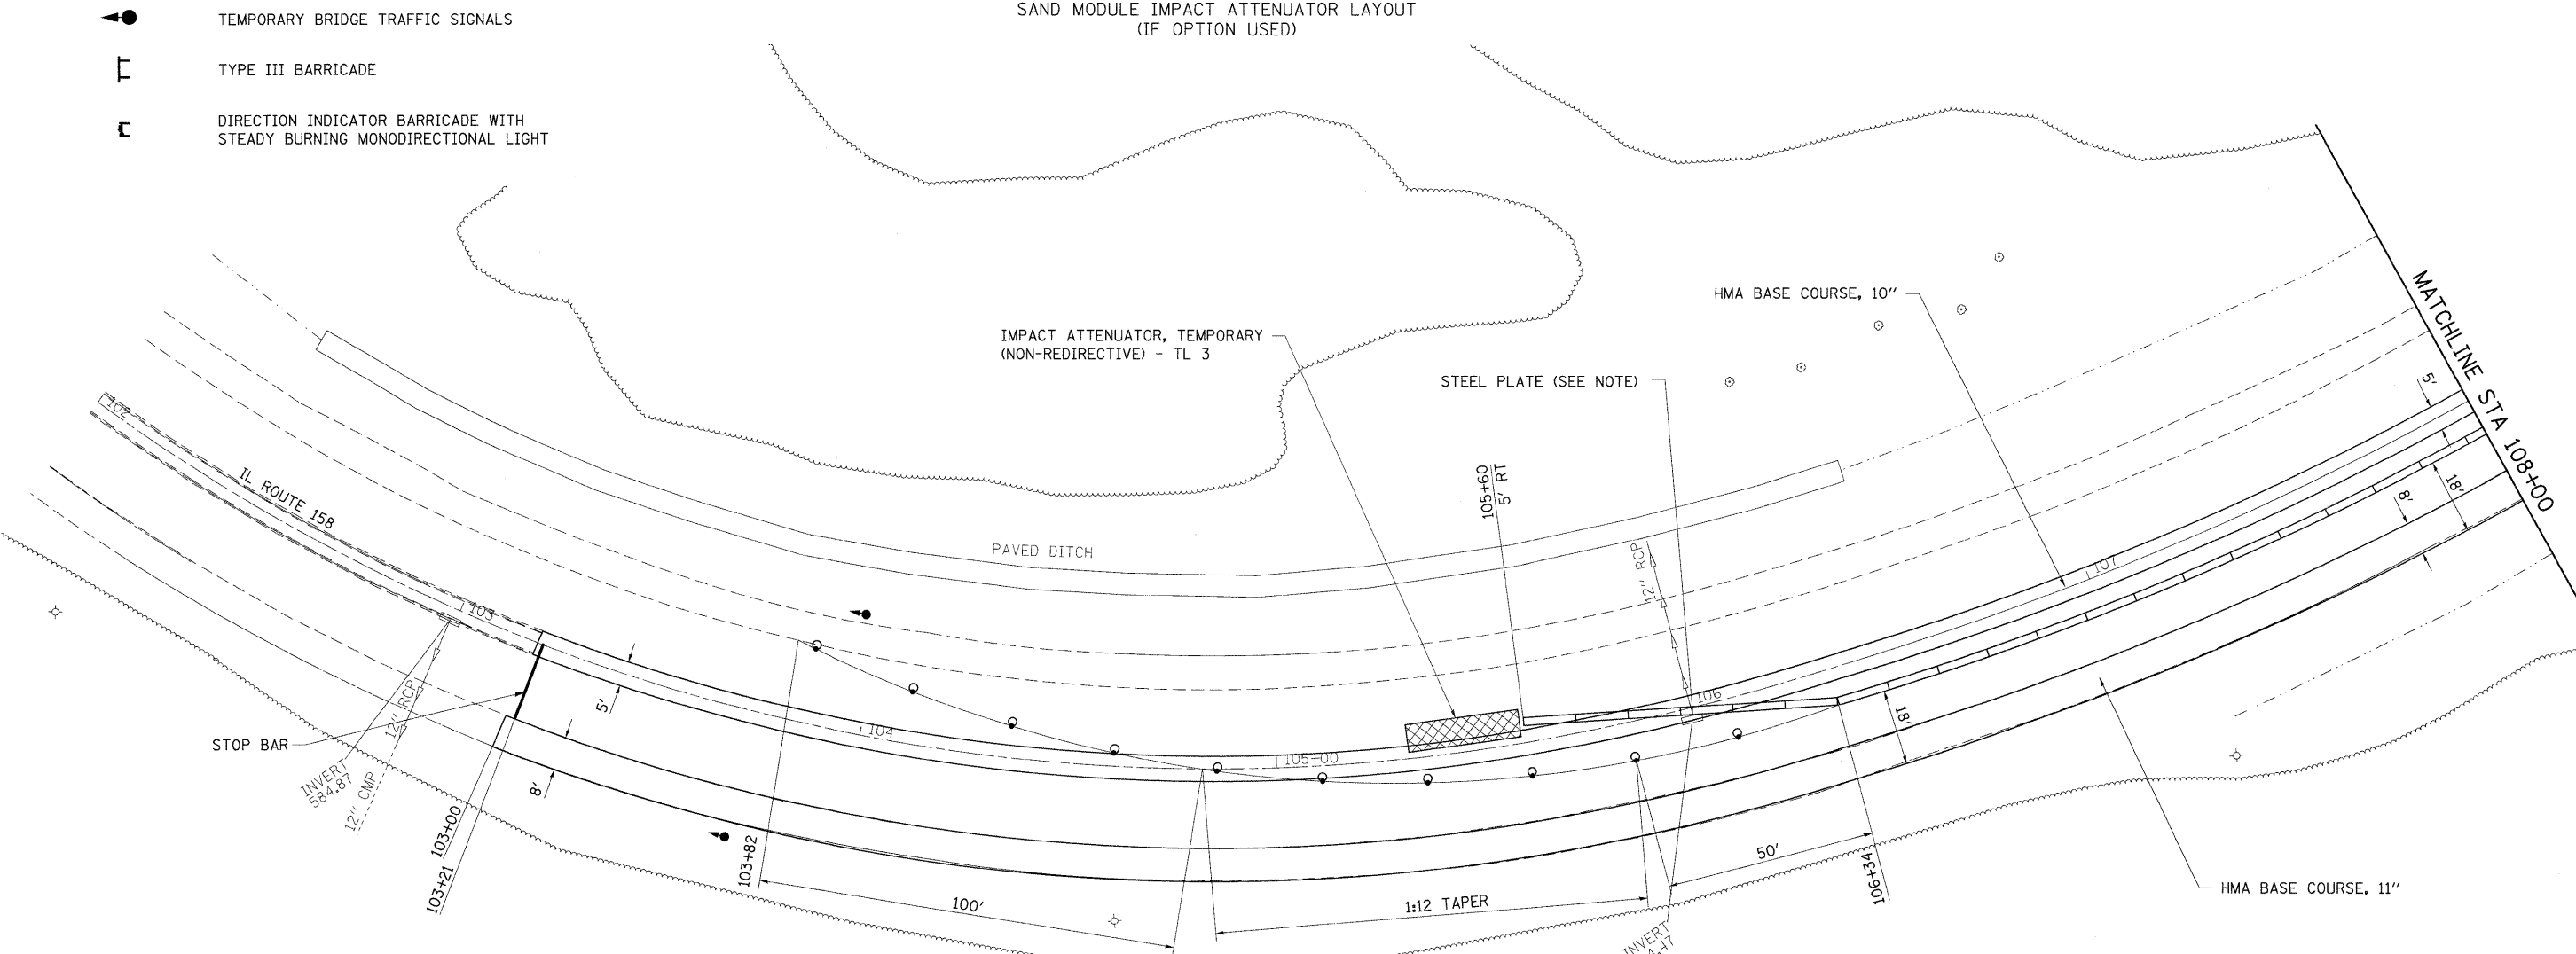 TEMPORARY BRIDGE TRAFFIC SIGNALS
TYPE III BARRICADE
DIRECTION INDICATOR BARRICADE WITH
STEADY BURNING MONODIRECTIONAL LIGHT
SAND MODULE IMPACT ATTENUATOR LAYOUT
(IF OPTION USED)
HMA BASE COURSE, 10"
IMPACT ATTENUATOR, TEMPORARY
(NON-REDIRECTIVE) - TL 3
STEEL PLATE (SEE NOTE)
MATCHLINE STA 108+00
5'
18'
8'
102
IL ROUTE 158
103
105+60
5' RT
PAVED DITCH
12" RCP
107
106
104
105+00
5'
18'
12" RCP
STOP BAR
INVERT
584.87
12" CMP
8'
103+00
103+21
103+82
100'
1:12 TAPER
50'
106+34
HMA BASE COURSE, 11"
INVERT